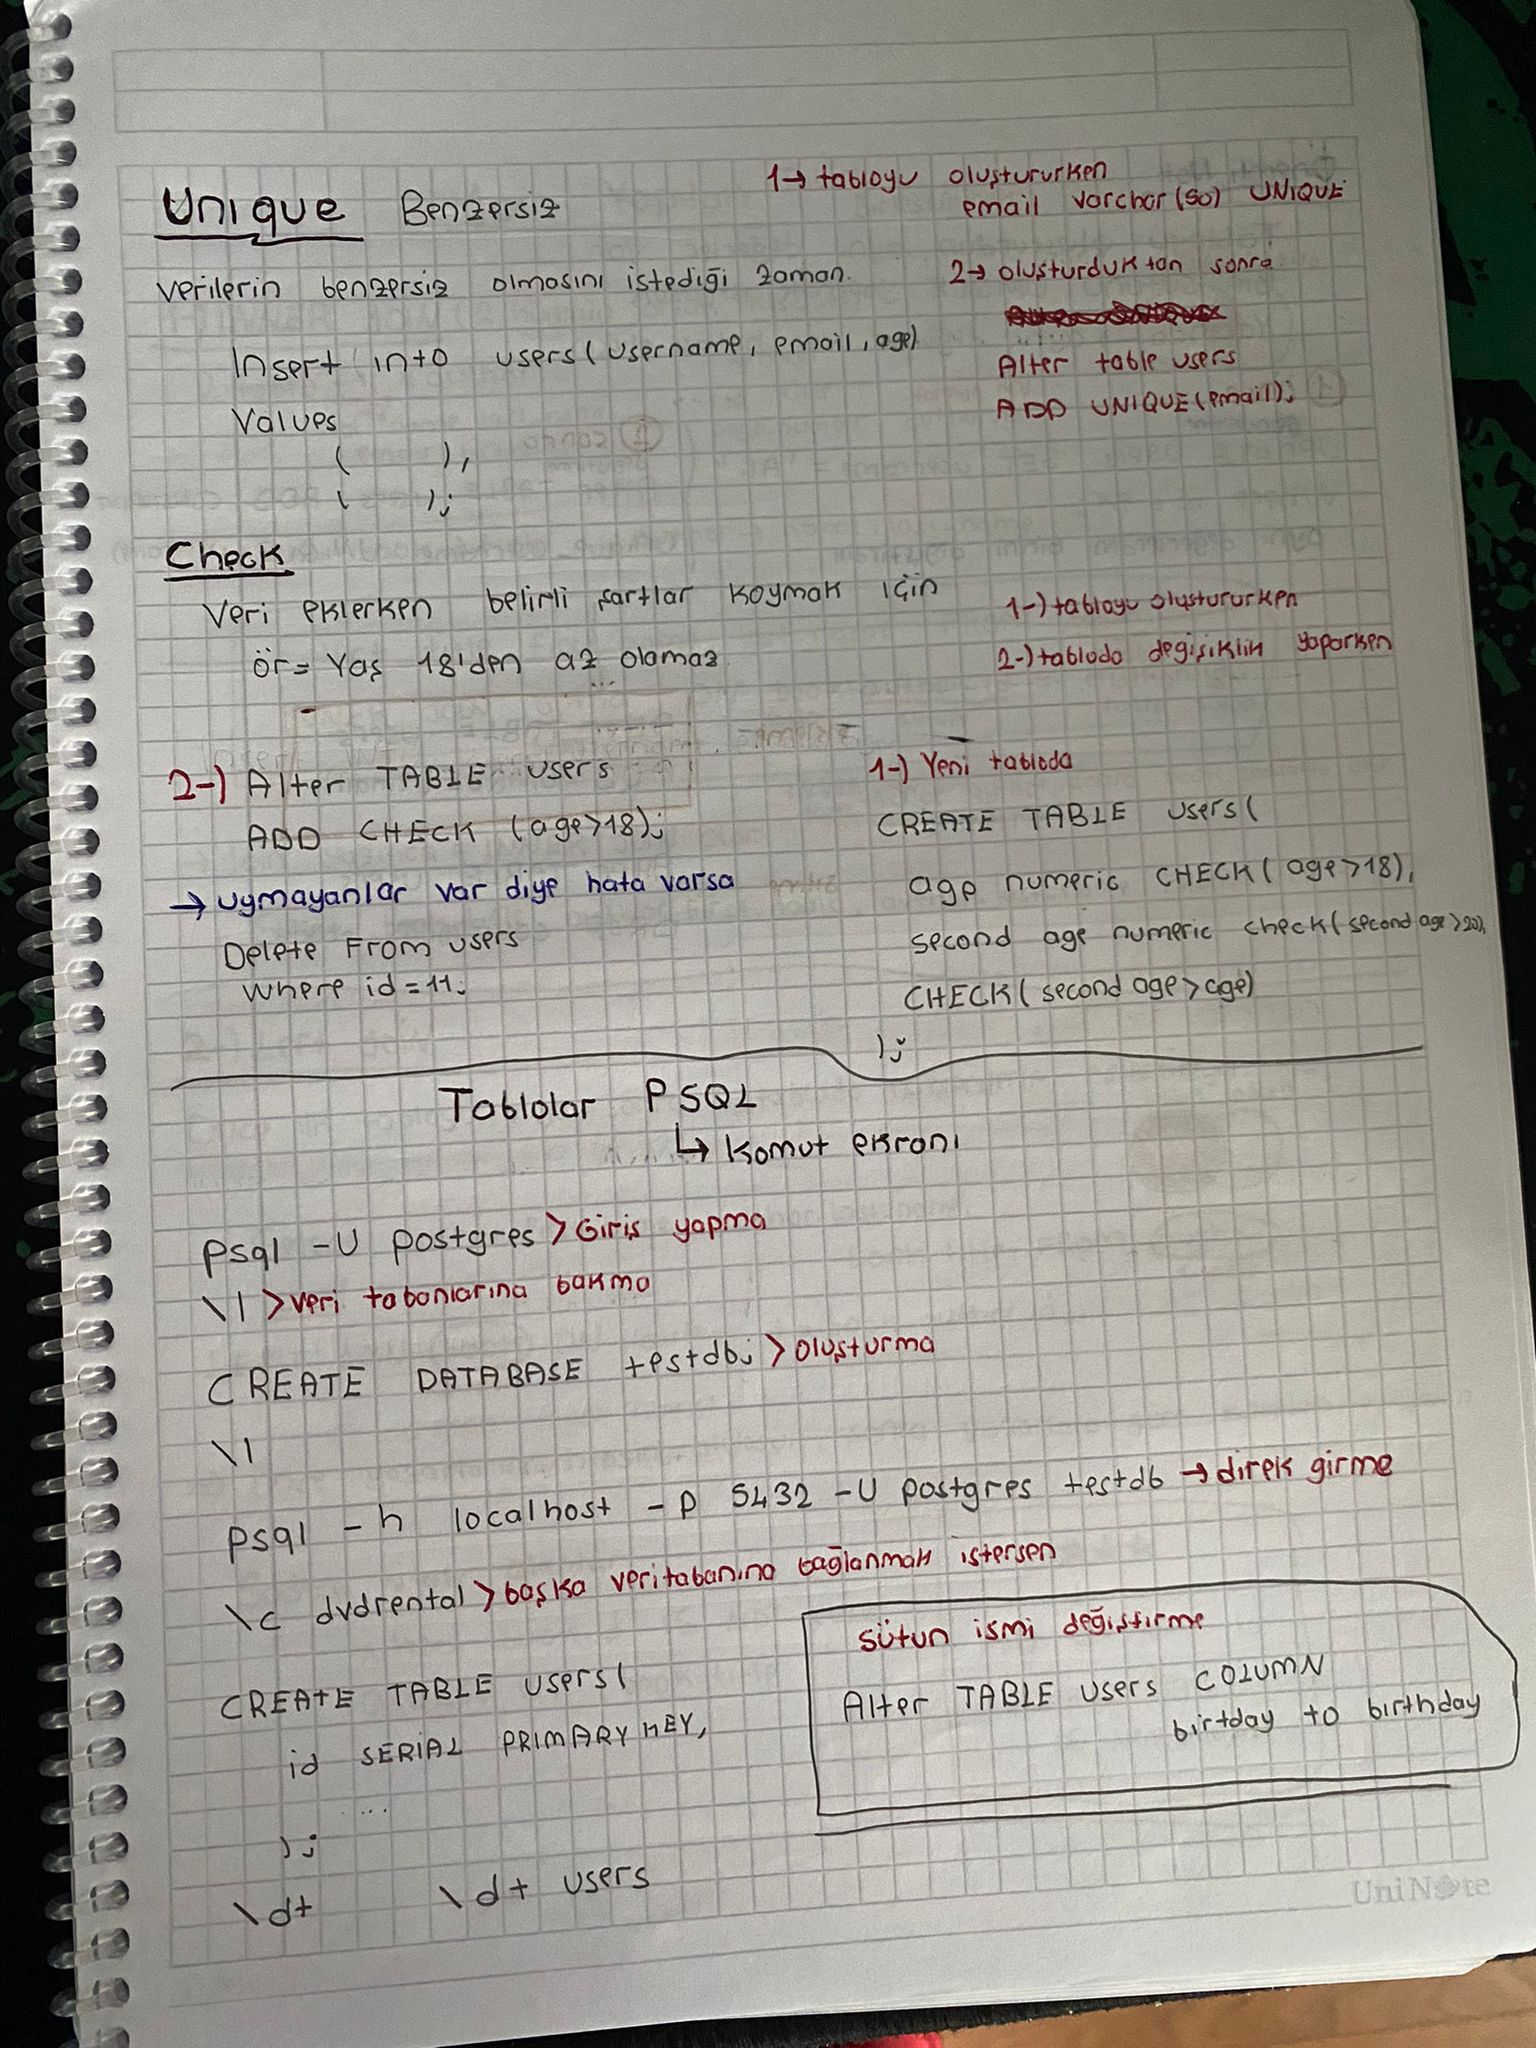 Unique Benzersiz
1→ tabloyu oluştururken
email varchar(50) UNIQUE
verilerin benzersiz olmasını istediği zaman.
2→ oluşturduktan sonra
Alter table users
ADD UNIQUE(email);
Insert into users(username, email, age)
Values
( ),
( );
Check
Veri eklerken belirli şartlar koymak için
ör= Yaş 18'den az olamaz.
1-) tabloyu oluştururken
2-) tabloda değişiklik yaparken
2-) Alter TABLE users
ADD CHECK (age>18);
→ uymayanlar var diye hata varsa
Delete From users
where id=11;
1-) Yeni tabloda
CREATE TABLE users(
age numeric CHECK(age>18),
second age numeric check(second age>20),
CHECK(second age>age)
);
Tablolar PSQL
↳ komut ekranı
psql -U postgres > Giriş yapma
\l > veri tabanlarına bakma
CREATE DATABASE testdb; > oluşturma
\l
psql -h localhost -p 5432 -U postgres testdb → direk girme
\c dvdrental > başka veritabanına bağlanmak istersen
CREATE TABLE users(
id SERIAL PRIMARY KEY,
....
);
\dt \d+ users
sütun ismi değiştirme
Alter TABLE users COLUMN
birtday to birthday
UniNote